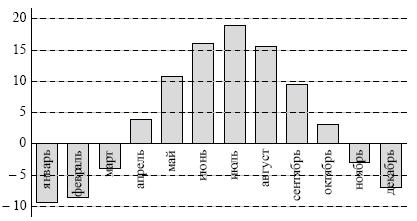 20
15
10
5
0
– 5
– 10
январь
февраль
март
апрель
май
июнь
июль
август
сентябрь
октябрь
ноябрь
декабрь